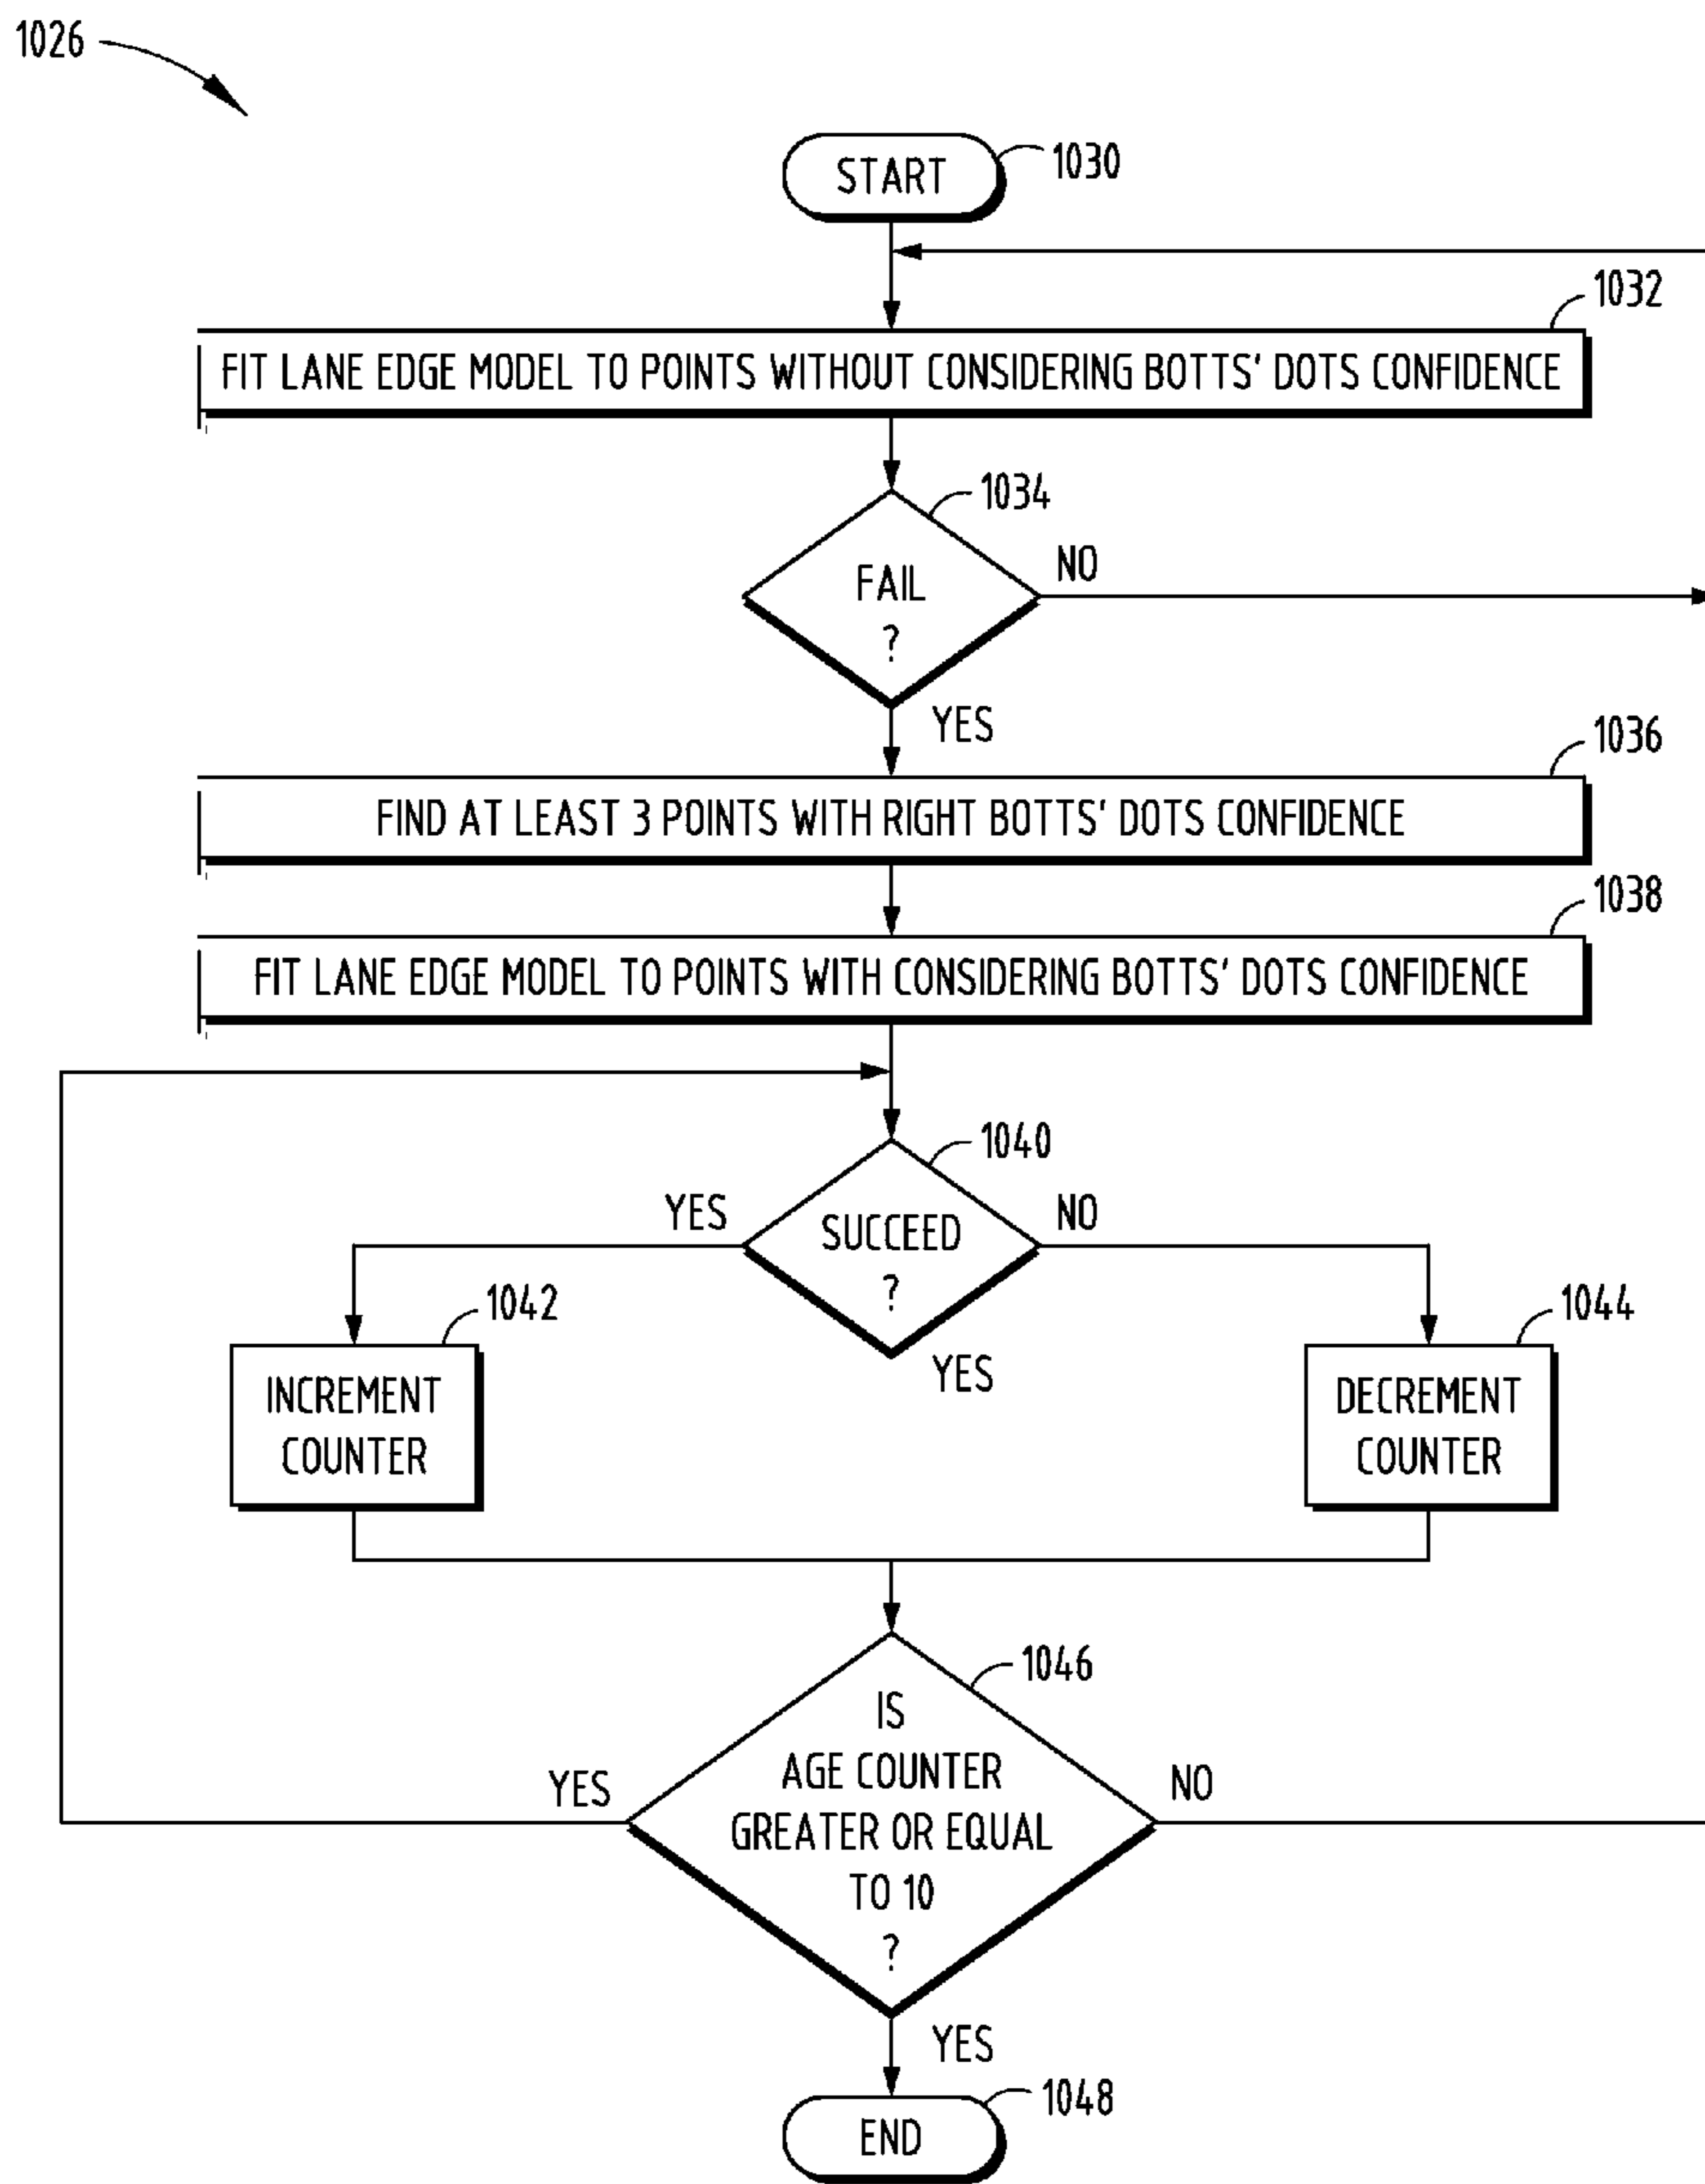 1026
START
1030
1032
FIT LANE EDGE MODEL TO POINTS WITHOUT CONSIDERING BOTTS' DOTS CONFIDENCE
1034
FAIL
?
NO
YES
1036
FIND AT LEAST 3 POINTS WITH RIGHT BOTTS' DOTS CONFIDENCE
1038
FIT LANE EDGE MODEL TO POINTS WITH CONSIDERING BOTTS' DOTS CONFIDENCE
1040
YES
SUCCEED
?
NO
YES
1042
INCREMENT
COUNTER
1044
DECREMENT
COUNTER
1046
IS
AGE COUNTER
GREATER OR EQUAL
TO 10
?
YES
NO
YES
1048
END